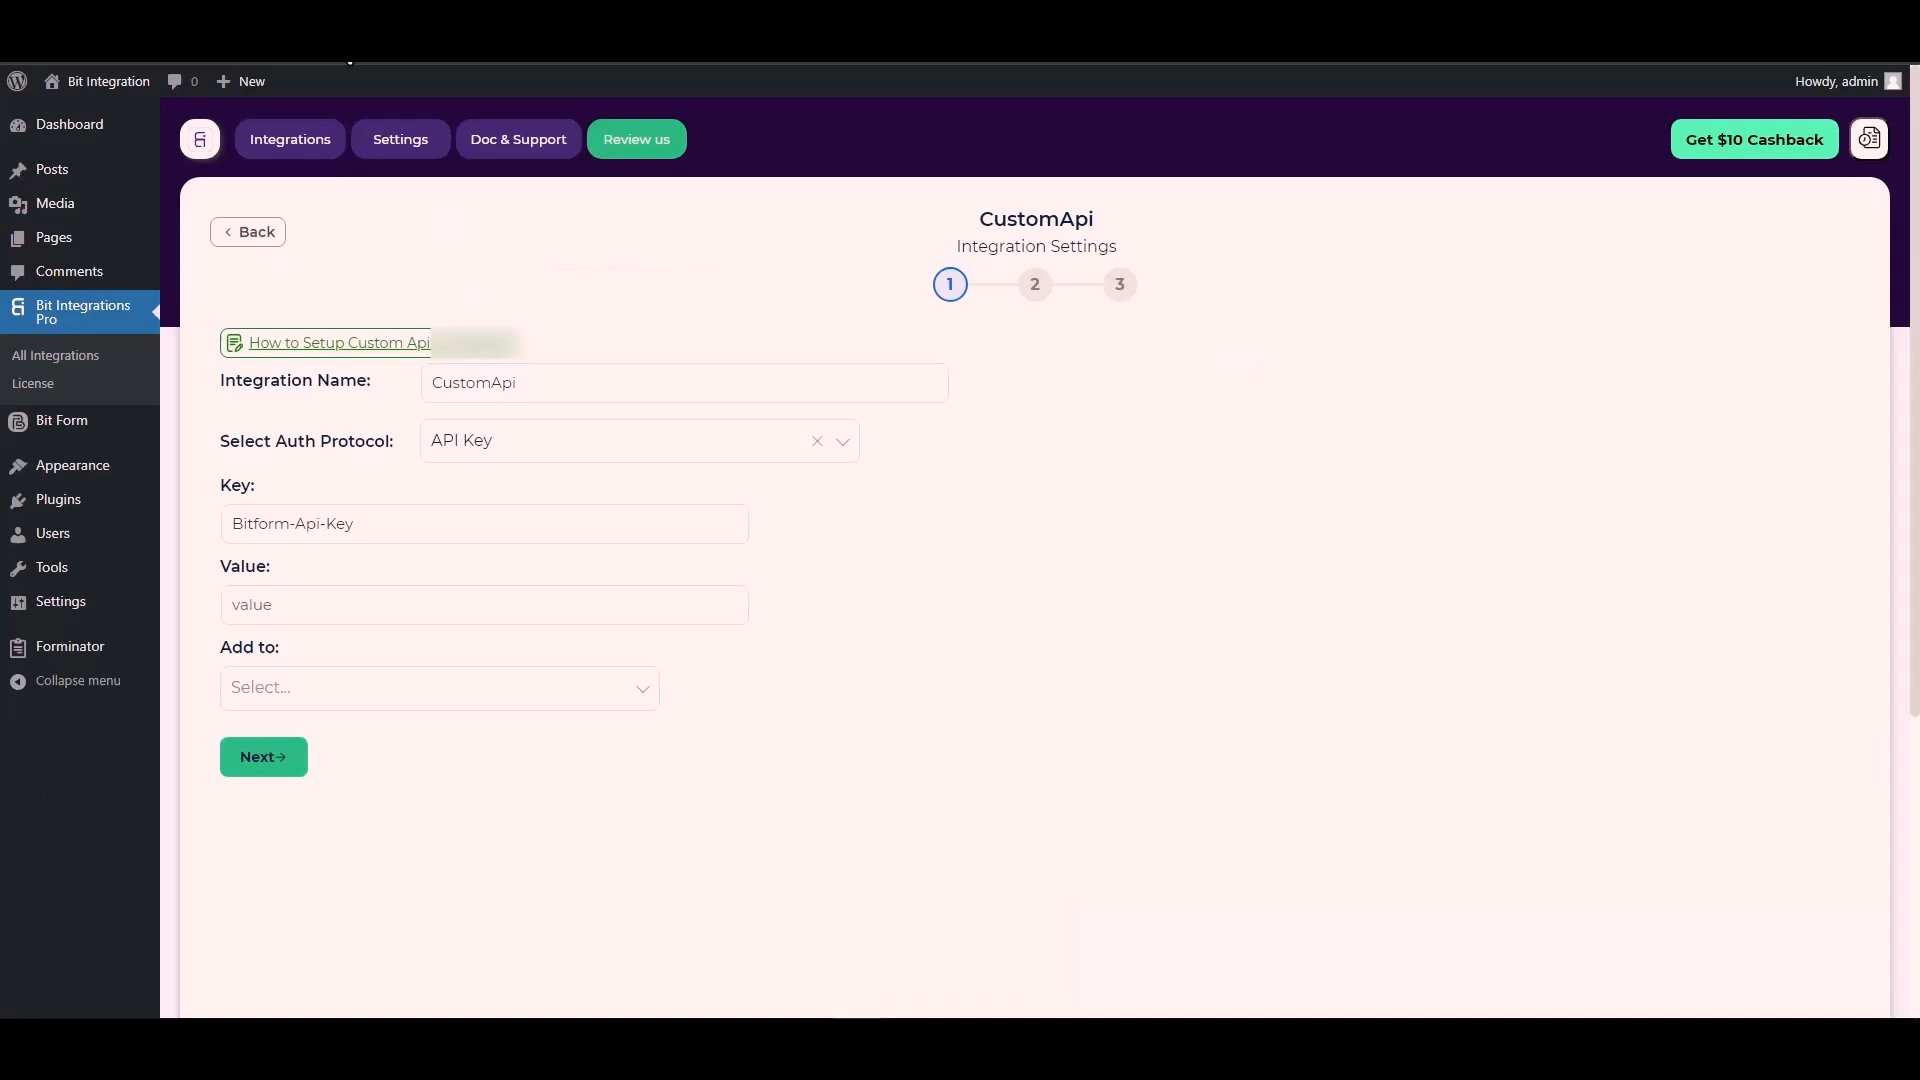 Bit Integration
0
New
Howdy, admin
Dashboard
Posts
Media
Pages
Comments
Bit Integrations
Pro
All Integrations
License
Bit Form
Appearance
Plugins
Users
Tools
Settings
Forminator
Collapse menu
Integrations
Settings
Doc & Support
Review us
Get $10 Cashback
Back
CustomApi
Integration Settings
1
2
3
How to Setup Custom Api
Integration Name:
CustomApi
Select Auth Protocol:
API Key
Key:
Bitform-Api-Key
Value:
value
Add to:
Select...
Next→